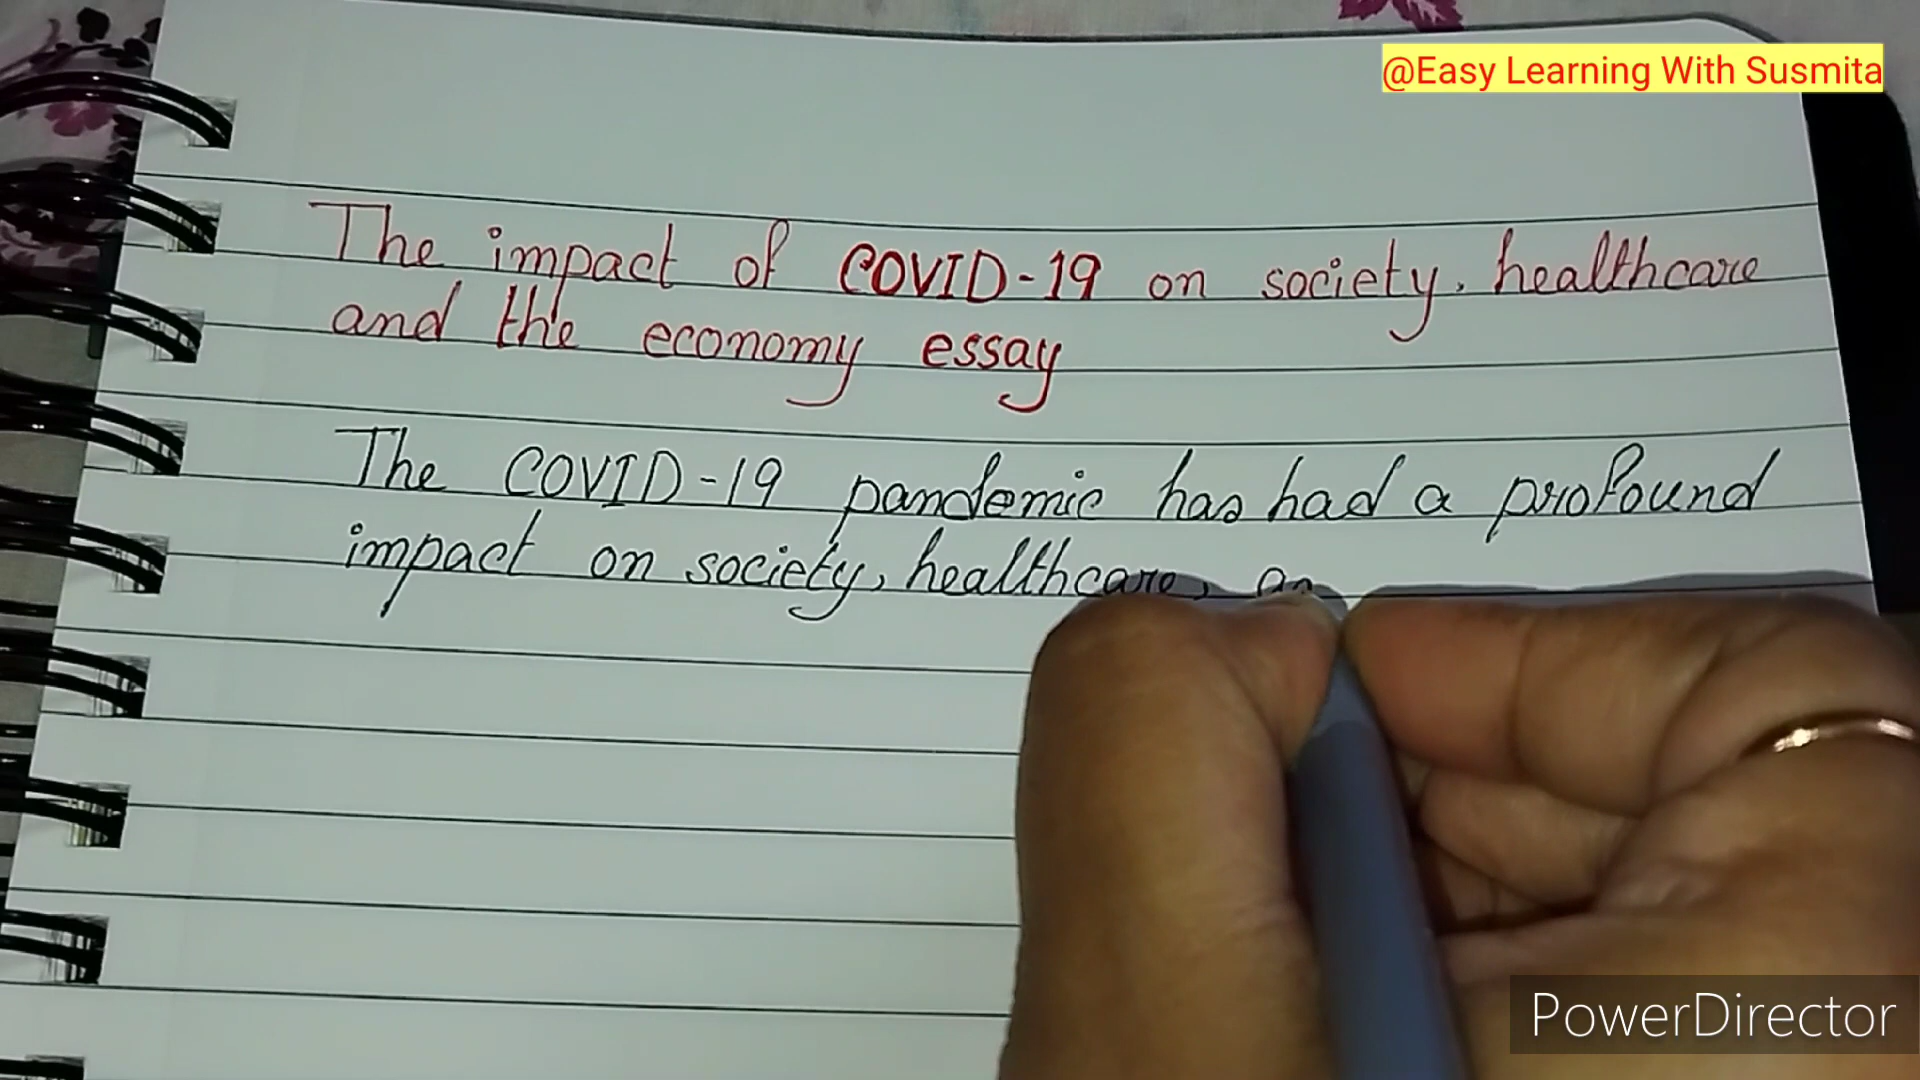 @Easy Learning With Susmita
The impact of COVID-19 on society, healthcare
and the economy essay
The COVID-19 pandemic has had a profound
impact on society, healthcare, an
PowerDirector